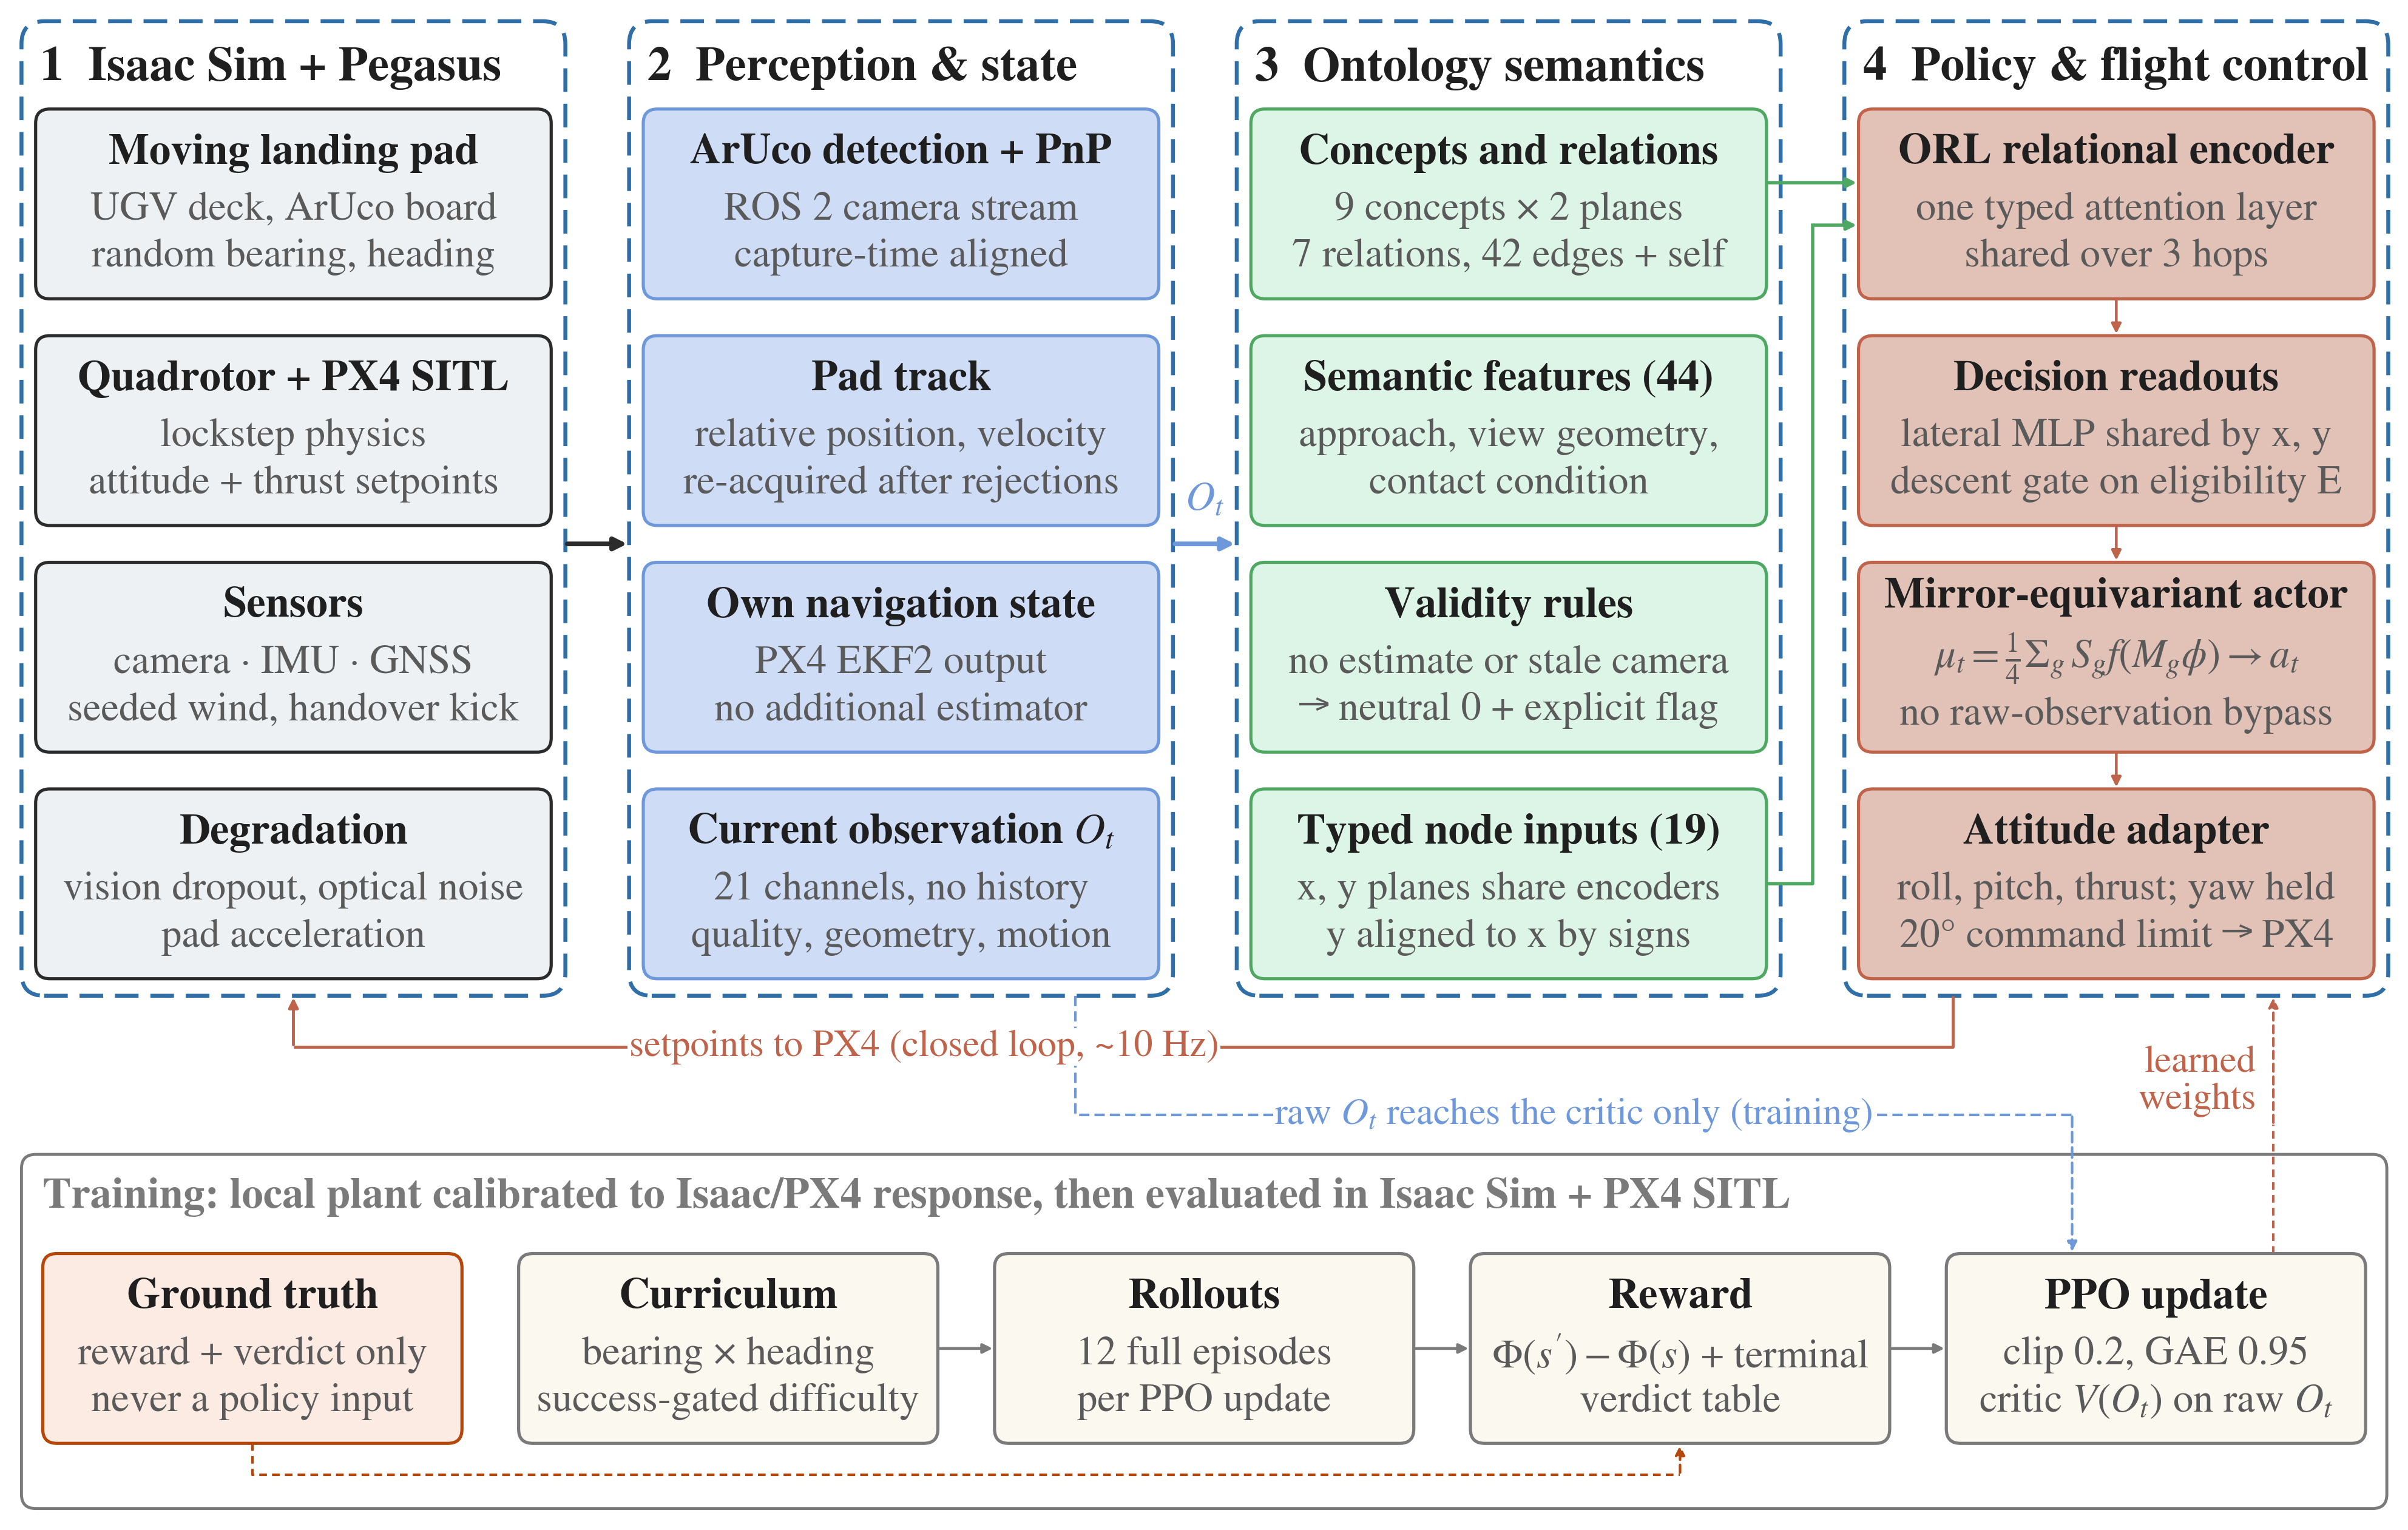 1 Isaac Sim + Pegasus
Moving landing pad
UGV deck, ArUco board
random bearing, heading
Quadrotor + PX4 SITL
lockstep physics
attitude + thrust setpoints
Sensors
camera · IMU · GNSS
seeded wind, handover kick
Degradation
vision dropout, optical noise
pad acceleration
2 Perception & state
ArUco detection + PnP
ROS 2 camera stream
capture-time aligned
Pad track
relative position, velocity
re-acquired after rejections
Own navigation state
PX4 EKF2 output
no additional estimator
Current observation Oₜ
21 channels, no history
quality, geometry, motion
Oₜ
3 Ontology semantics
Concepts and relations
9 concepts × 2 planes
7 relations, 42 edges + self
Semantic features (44)
approach, view geometry,
contact condition
Validity rules
no estimate or stale camera
→ neutral 0 + explicit flag
Typed node inputs (19)
x, y planes share encoders
y aligned to x by signs
4 Policy & flight control
ORL relational encoder
one typed attention layer
shared over 3 hops
Decision readouts
lateral MLP shared by x, y
descent gate on eligibility E
Mirror-equivariant actor
μₜ = ¼ Σ_g S_g f(M_g ϕ) → aₜ
no raw-observation bypass
Attitude adapter
roll, pitch, thrust; yaw held
20° command limit → PX4
setpoints to PX4 (closed loop, ~10 Hz)
learned
weights
raw Oₜ reaches the critic only (training)
Training: local plant calibrated to Isaac/PX4 response, then evaluated in Isaac Sim + PX4 SITL
Ground truth
reward + verdict only
never a policy input
Curriculum
bearing × heading
success-gated difficulty
Rollouts
12 full episodes
per PPO update
Reward
Φ(s′) − Φ(s) + terminal
verdict table
PPO update
clip 0.2, GAE 0.95
critic V(Oₜ) on raw Oₜ